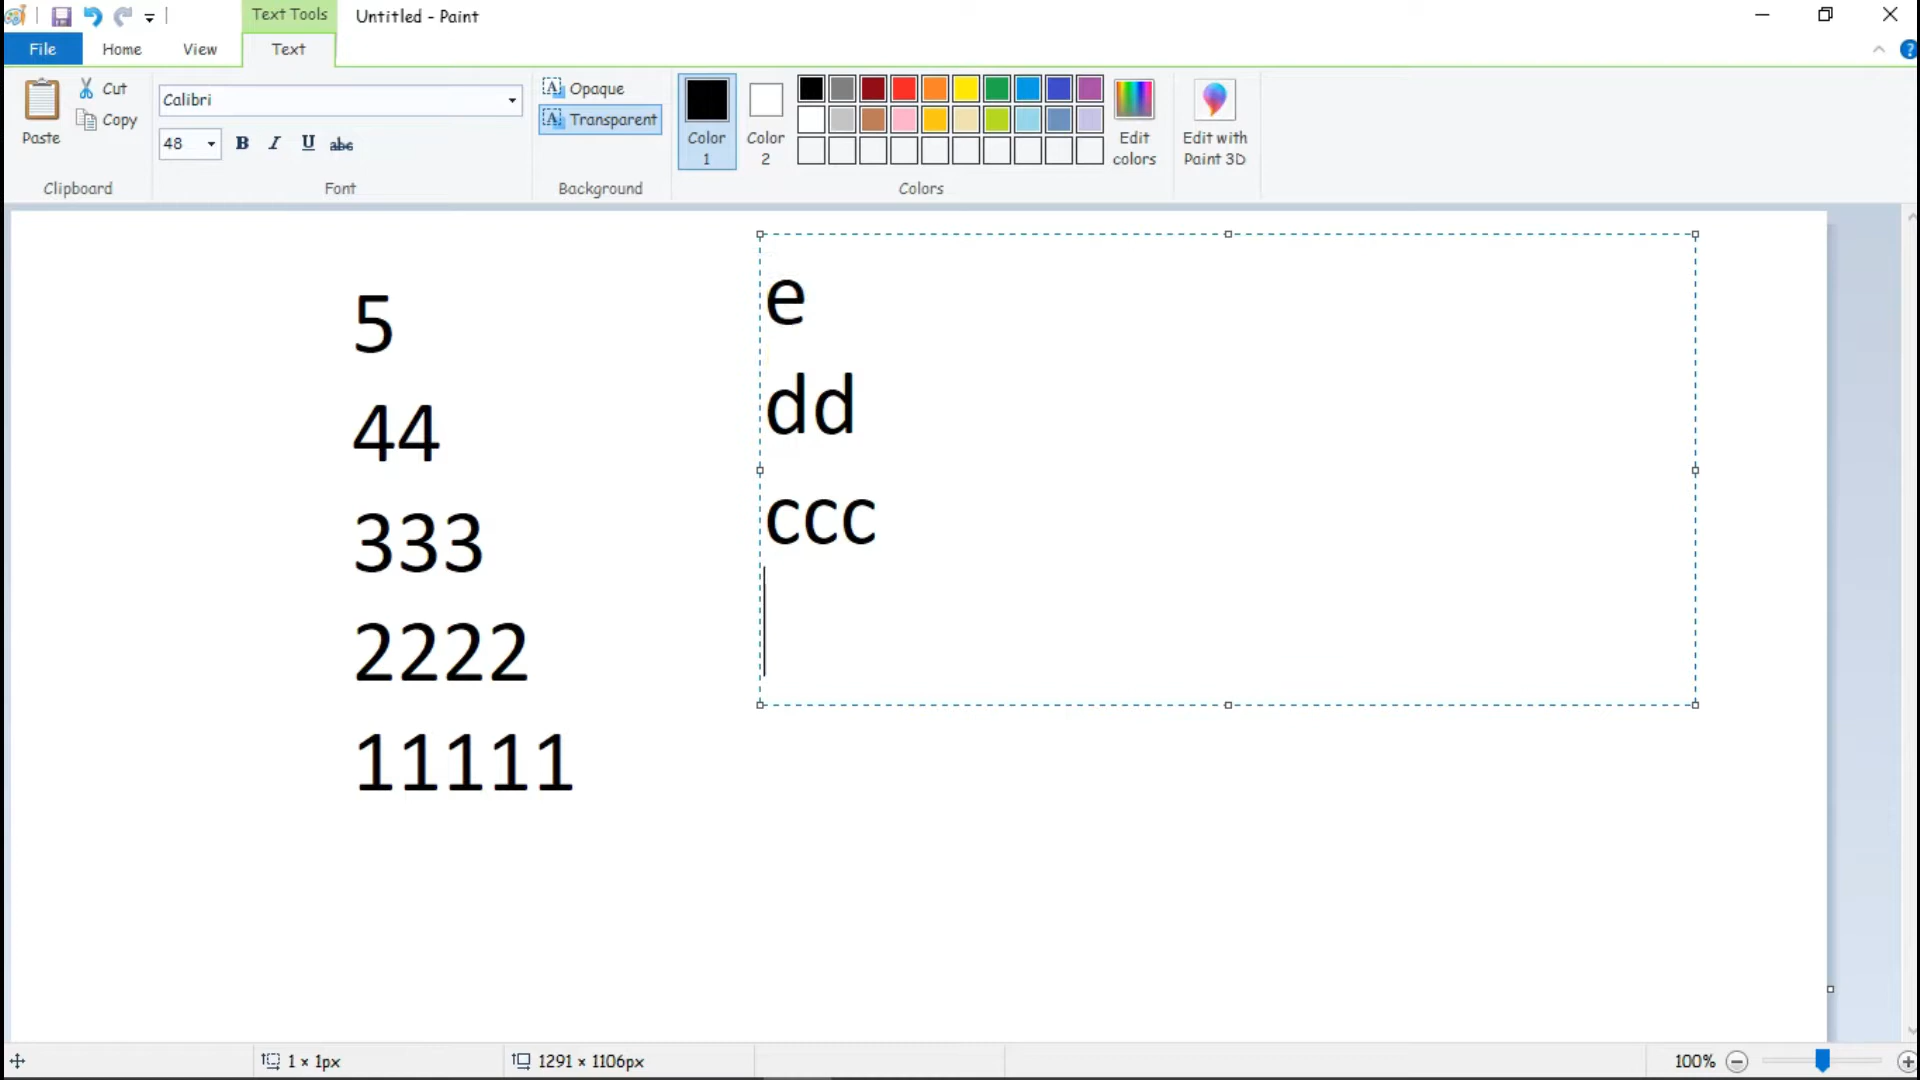 Text Tools
Untitled - Paint
File
Home
View
Text
Paste
Cut
Copy
Clipboard
Calibri
48
B I U abc
Font
A Opaque
A Transparent
Background
Color 1
Color 2
Edit colors
Colors
Edit with Paint 3D
?
5
44
333
2222
11111
e
dd
ccc
1 × 1px
1291 × 1106px
100%